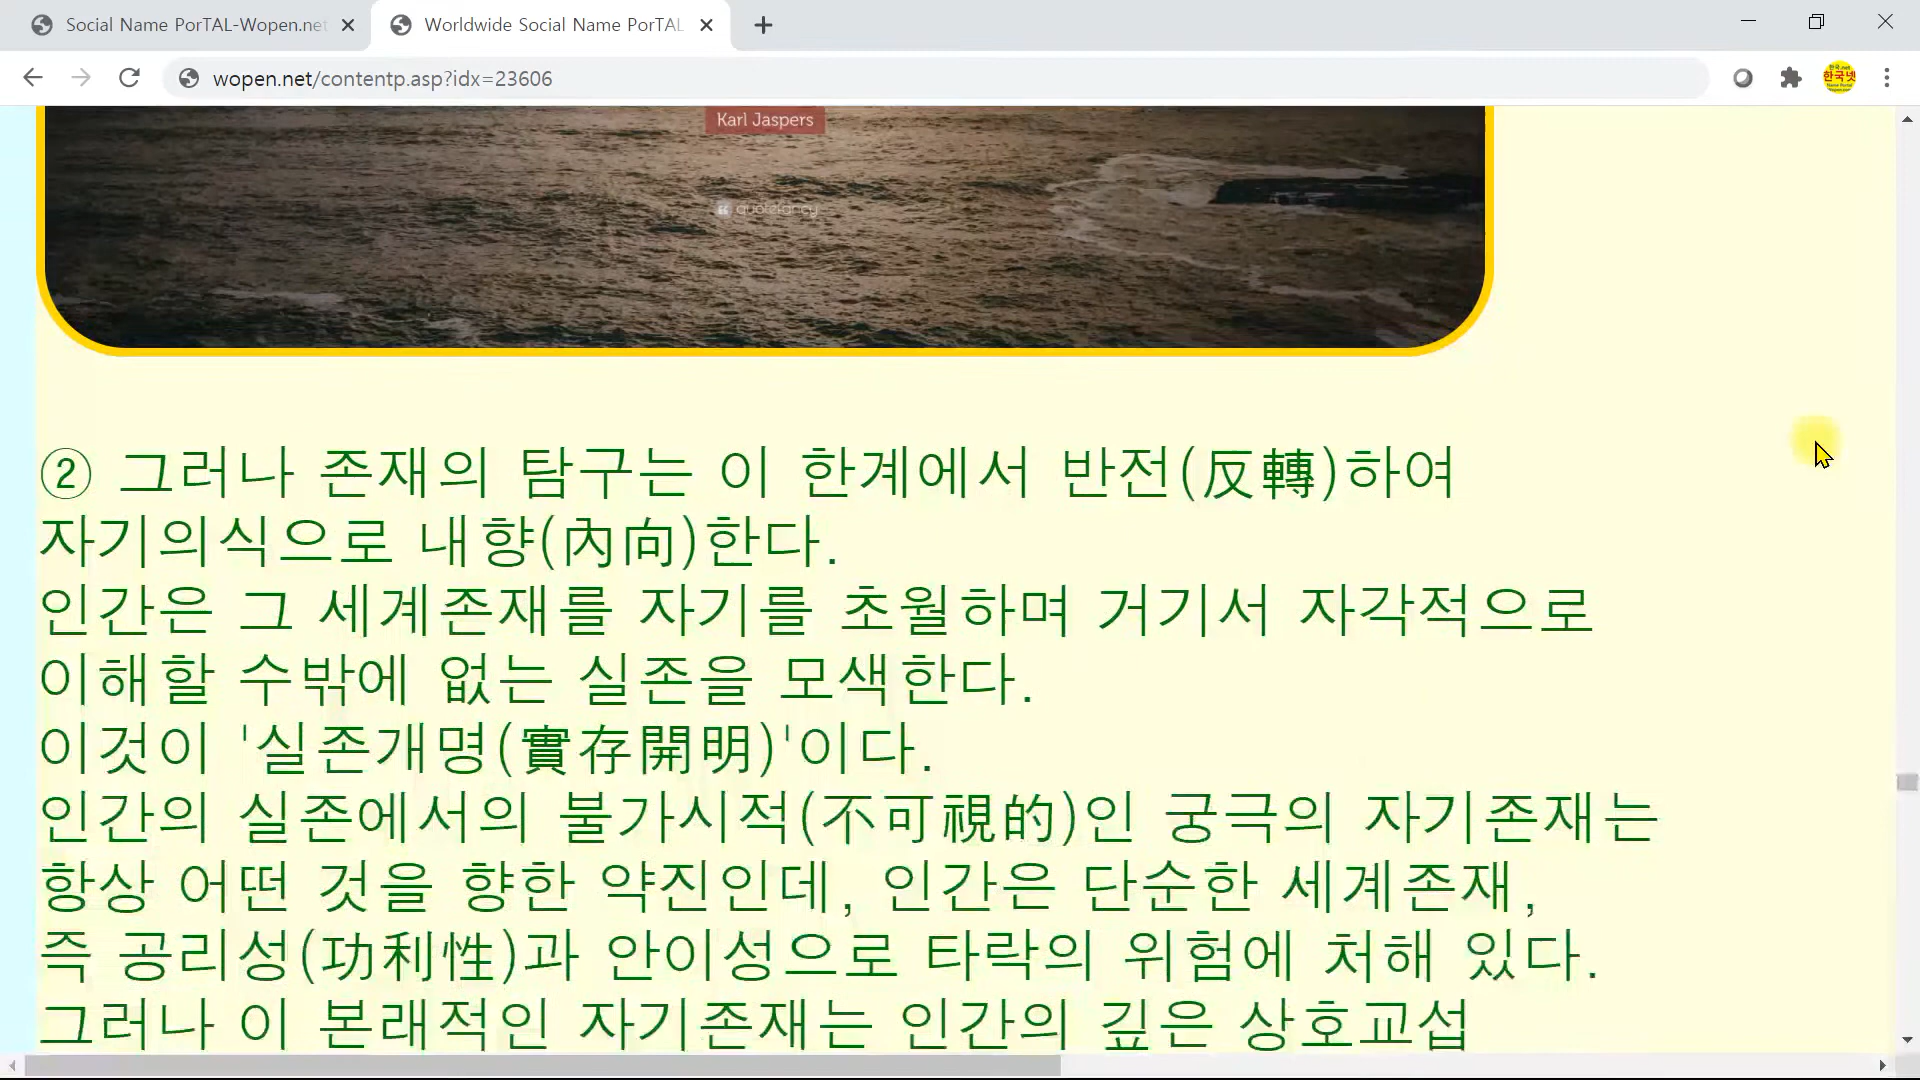 Social Name PorTAL-Wopen.net
Worldwide Social Name PorTAL
wopen.net/contentp.asp?idx=23606
한국넷
Karl Jaspers
quotefancy
② 그러나 존재의 탐구는 이 한계에서 반전(反轉)하여
자기의식으로 내향(內向)한다.
인간은 그 세계존재를 자기를 초월하며 거기서 자각적으로
이해할 수밖에 없는 실존을 모색한다.
이것이 '실존개명(實存開明)'이다.
인간의 실존에서의 불가시적(不可視的)인 궁극의 자기존재는
항상 어떤 것을 향한 약진인데, 인간은 단순한 세계존재,
즉 공리성(功利性)과 안이성으로 타락의 위험에 처해 있다.
그러나 이 본래적인 자기존재는 인간의 깊은 상호교섭